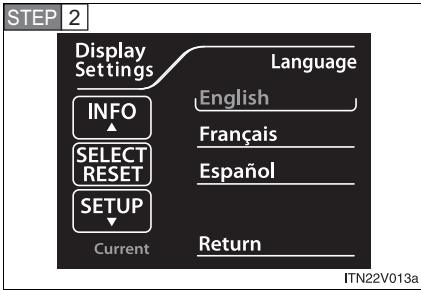 STEP 2
Display
Settings
Language
INFO
▲
SELECT
RESET
SETUP
▼
Current
English
Français
Español
Return
ITN22V013a